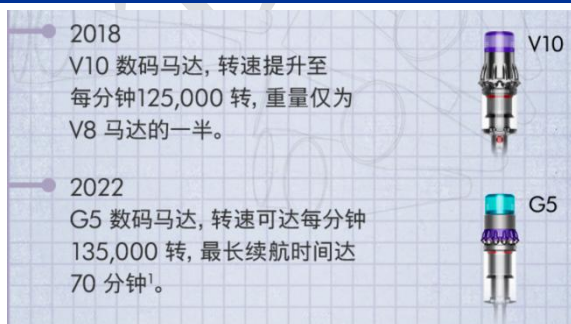 2018
V10 数码马达, 转速提升至
每分钟125,000 转, 重量仅为
V8 马达的一半。
V10
2022
G5 数码马达, 转速可达每分钟
135,000 转, 最长续航时间达
70 分钟¹。
G5